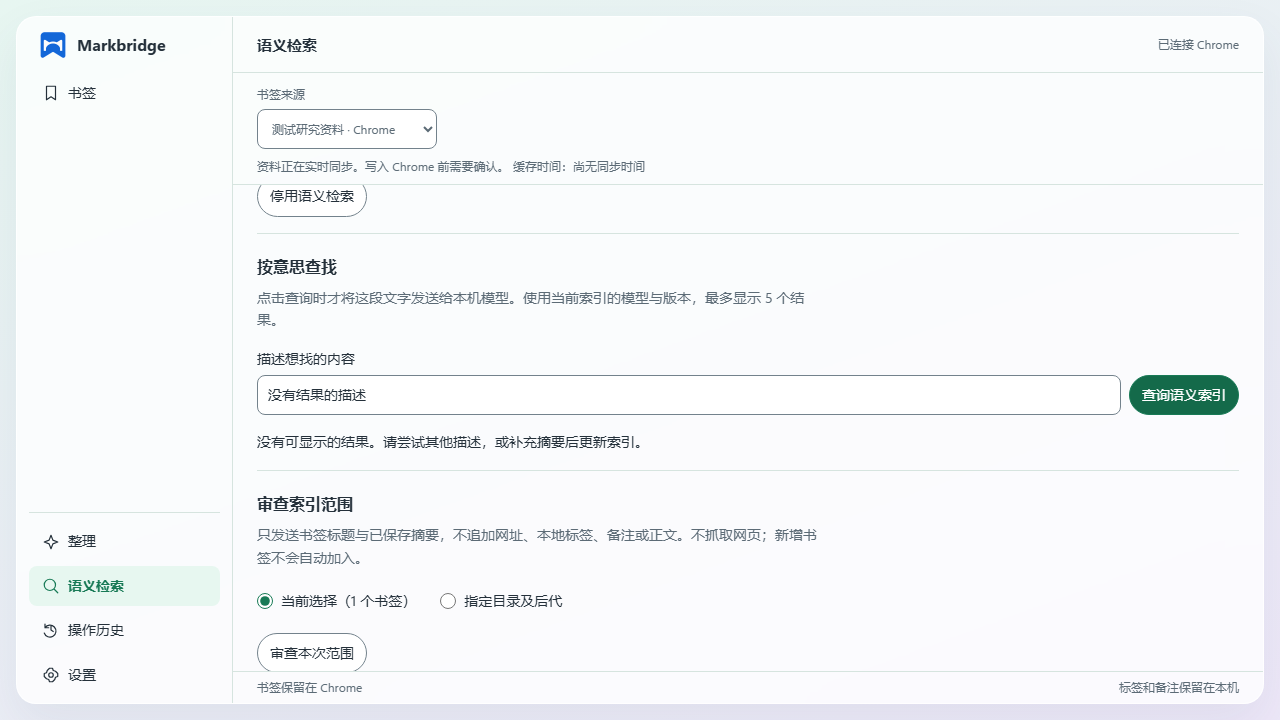 Markbridge
书签
整理
语义检索
操作历史
设置
语义检索
已连接 Chrome
书签来源
测试研究资料 · Chrome
资料正在实时同步。写入 Chrome 前需要确认。 缓存时间：尚无同步时间
停用语义检索
按意思查找
点击查询时才将这段文字发送给本机模型。使用当前索引的模型与版本，最多显示 5 个结
果。
描述想找的内容
没有结果的描述
查询语义索引
没有可显示的结果。请尝试其他描述，或补充摘要后更新索引。
审查索引范围
只发送书签标题与已保存摘要，不追加网址、本地标签、备注或正文。不抓取网页；新增书
签不会自动加入。
当前选择（1 个书签）
指定目录及后代
审查本次范围
书签保留在 Chrome
标签和备注保留在本机